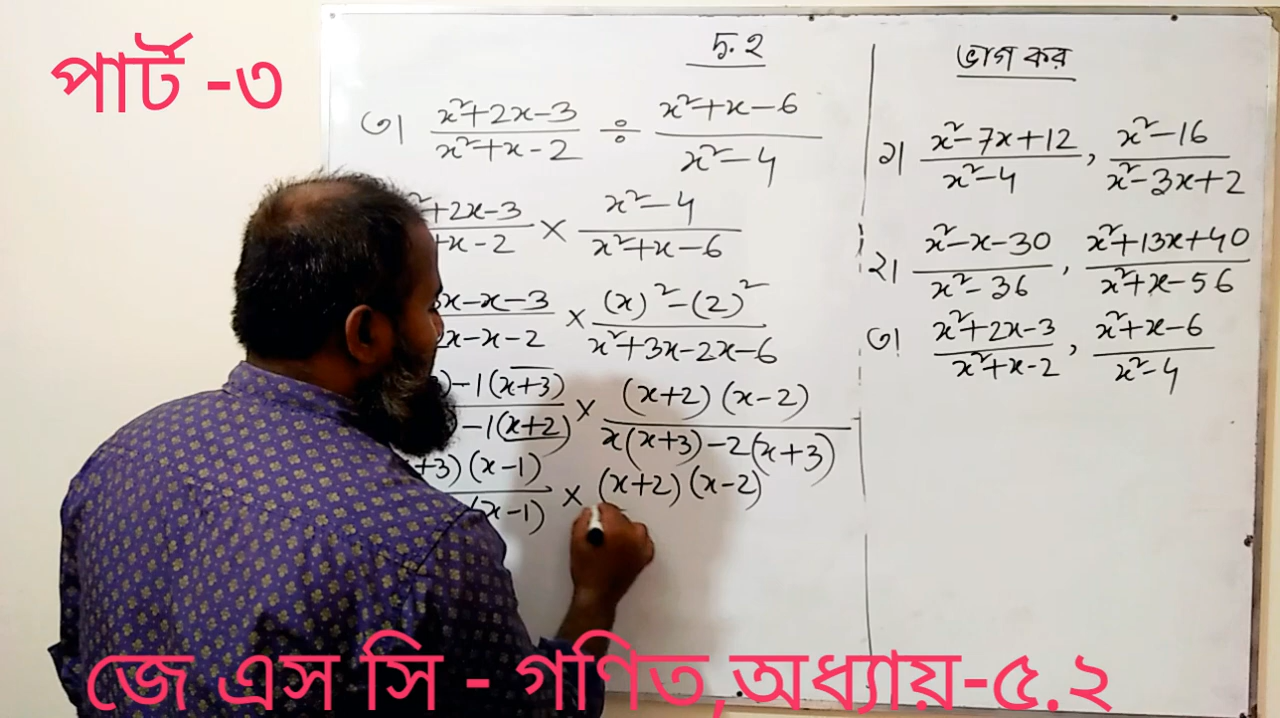 পার্ট -৩
৫.২
৩। x²+2x-3 / x²+x-2 ÷ x²+x-6 / x²-4
²+2x-3 / +x-2 × x²-4 / x²+x-6
3x-x-3 / 2x-x-2 × (x)²-(2)² / x²+3x-2x-6
)-1(x+3) / -1(x+2) × (x+2)(x-2) / x(x+3)-2(x+3)
+3)(x-1) / (x-1) × (x+2)(x-2)
ভাগ কর
১। x²-7x+12 / x²-4, x²-16 / x²-3x+2
২। x²-x-30 / x²-36, x²+13x+40 / x²+x-56
৩। x²+2x-3 / x²+x-2, x²+x-6 / x²-4
জে এস সি - গণিত,অধ্যায়-৫.২